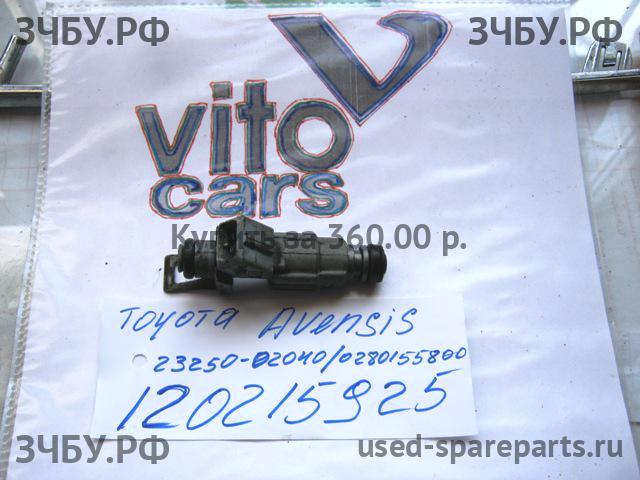 ЗЧБУ.РФ
ЗЧБУ.РФ
vito
cars
V
Купить за 360.00 р.
TOYOTA Avensis
23250-02040/0280155800
120215925
ЗЧБУ.РФ
used-spareparts.ru